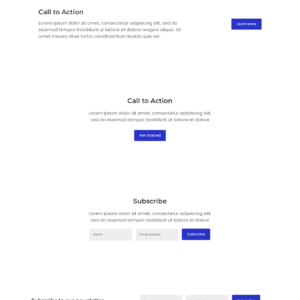 Call to Action
Lorem ipsum dolor sit amet, consectetur adipiscing elit, sed do
eiusmod tempor incididunt ut labore et dolore magna aliqua. Sit
amet massa vitae tortor condimentum lacinia quis vel.
Learn More
Call to Action
Lorem ipsum dolor sit amet, consectetur adipiscing elit,
sed do eiusmod tempor incididunt ut labore et dolore
Get Started
Subscribe
Lorem ipsum dolor sit amet, consectetur adipiscing elit,
sed do eiusmod tempor incididunt ut labore et dolore
Name
Email address
Subscribe